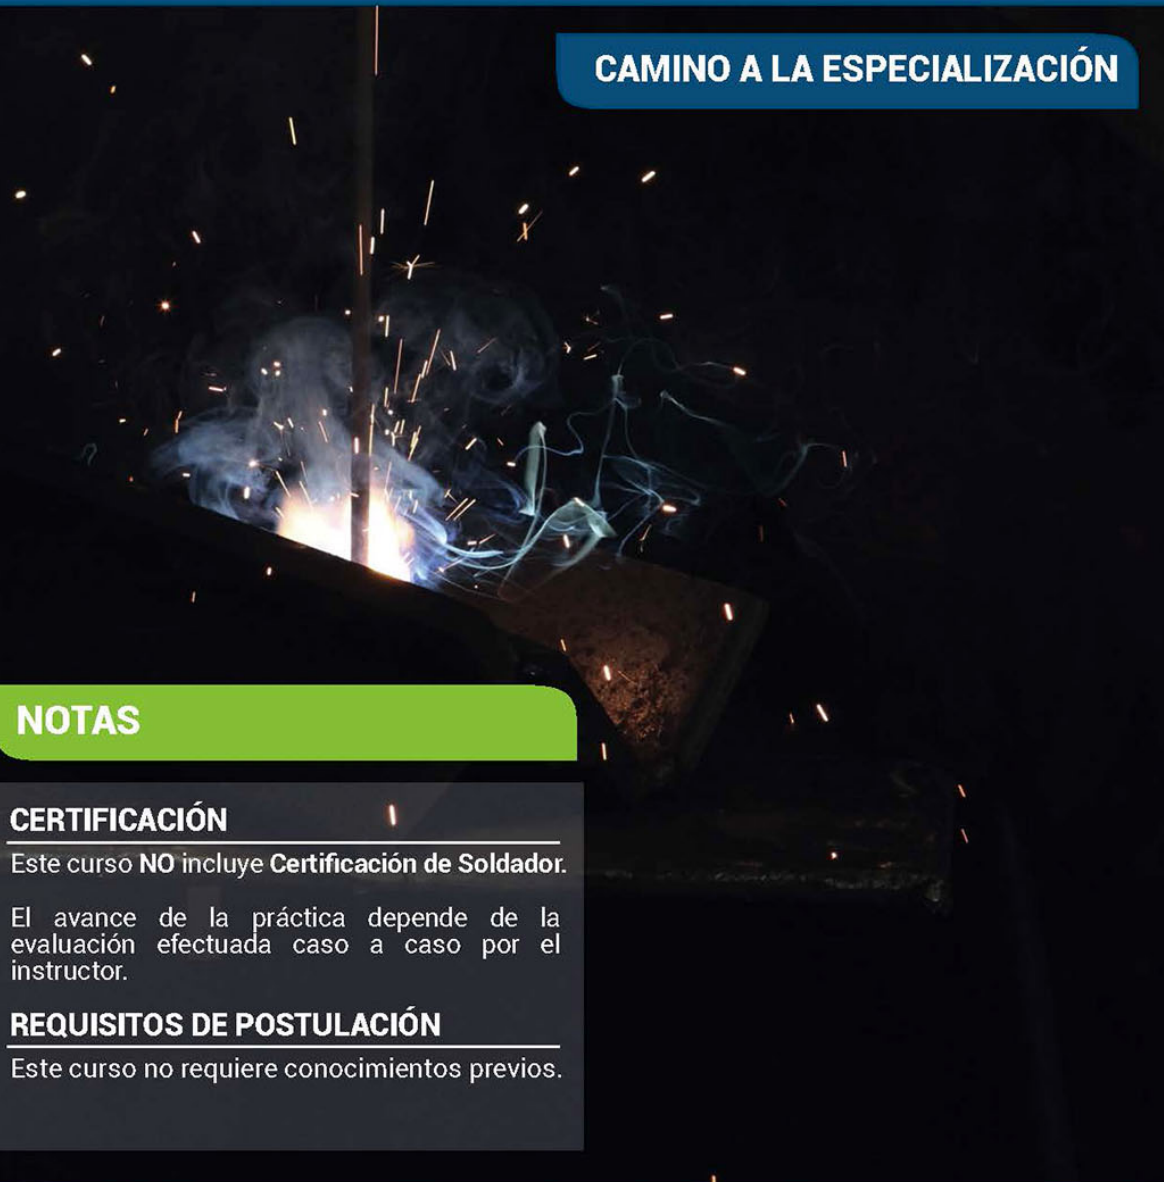 CAMINO A LA ESPECIALIZACIÓN
NOTAS
CERTIFICACIÓN
Este curso NO incluye Certificación de Soldador.
El avance de la práctica depende de la
evaluación efectuada caso a caso por el
instructor.
REQUISITOS DE POSTULACIÓN
Este curso no requiere conocimientos previos.